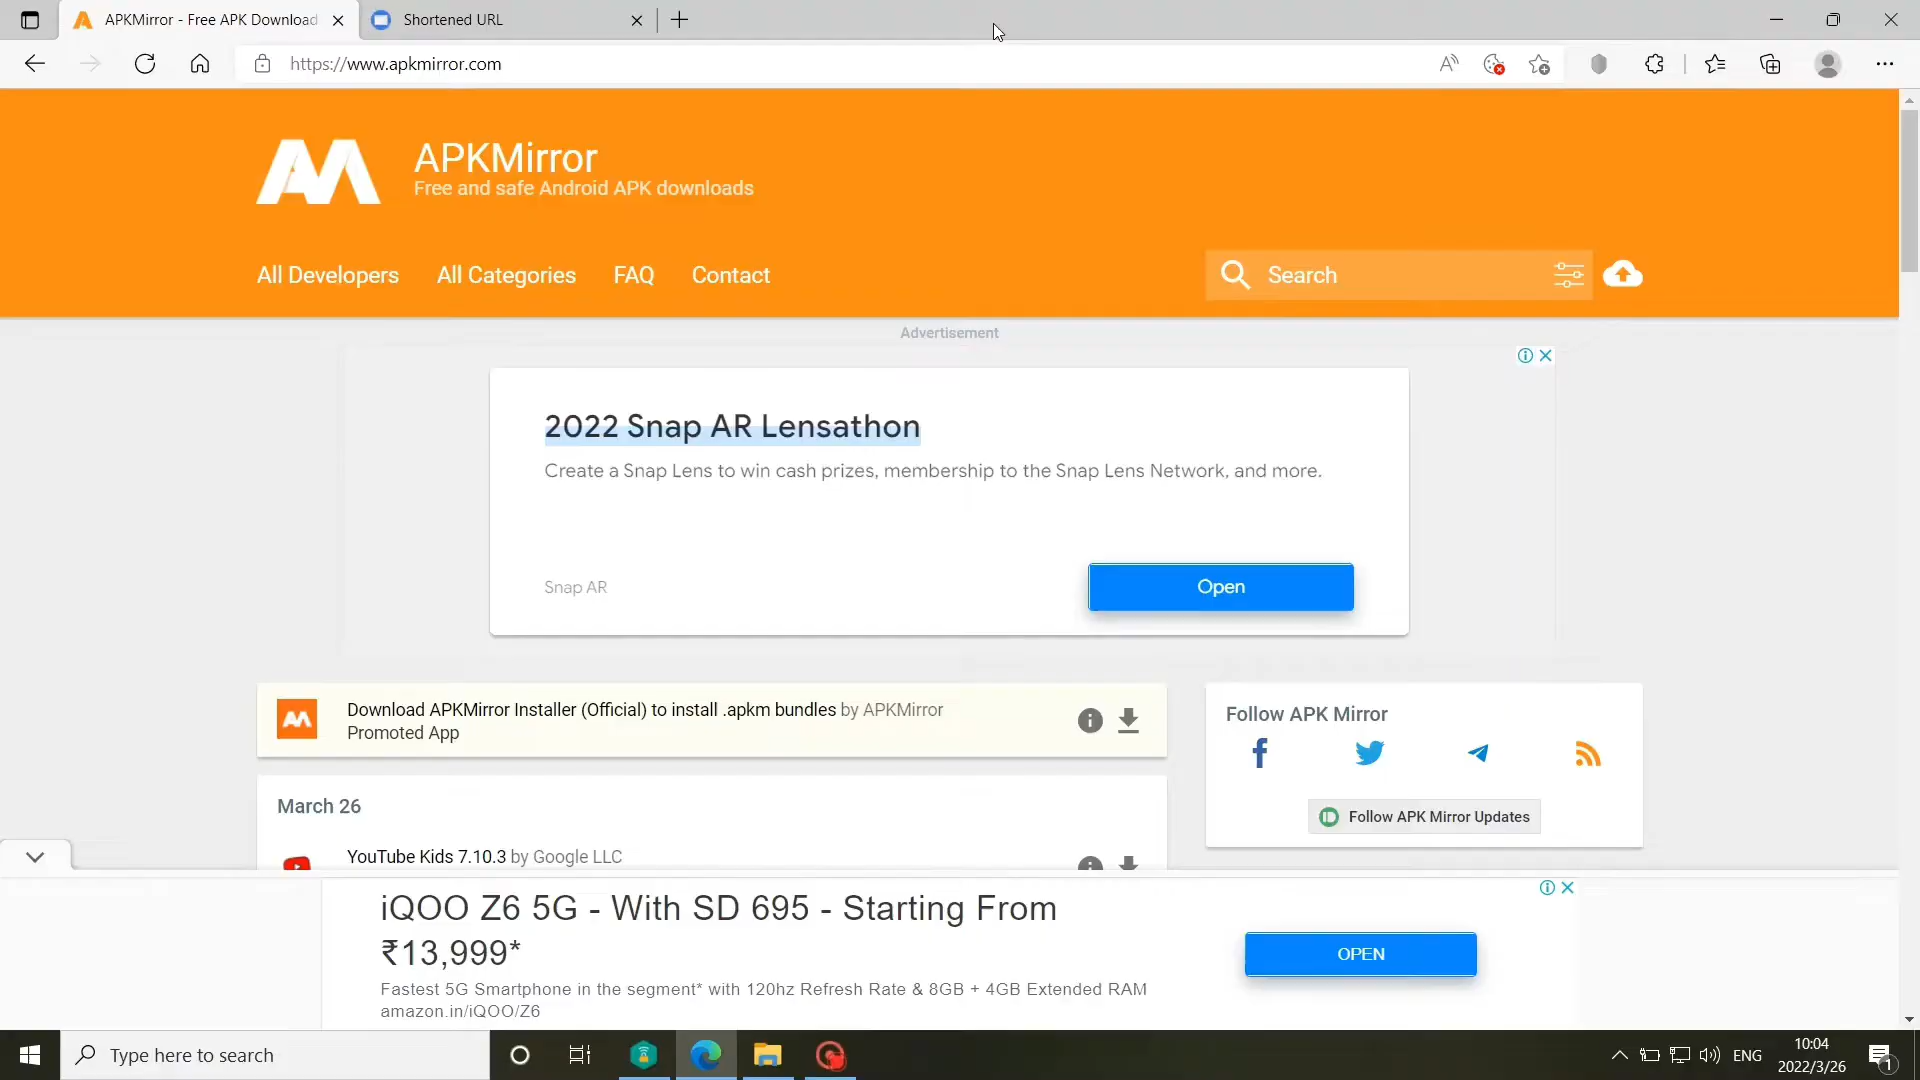 APKMirror - Free APK Download
Shortened URL
https://www.apkmirror.com
APKMirror
Free and safe Android APK downloads
All Developers
All Categories
FAQ
Contact
Search
Advertisement
2022 Snap AR Lensathon
Create a Snap Lens to win cash prizes, membership to the Snap Lens Network, and more.
Snap AR
Open
Download APKMirror Installer (Official) to install .apkm bundles by APKMirror
Promoted App
Follow APK Mirror
Follow APK Mirror Updates
March 26
YouTube Kids 7.10.3 by Google LLC
iQOO Z6 5G - With SD 695 - Starting From
₹13,999*
OPEN
Fastest 5G Smartphone in the segment* with 120hz Refresh Rate & 8GB + 4GB Extended RAM
amazon.in/iQOO/Z6
Type here to search
ENG
10:04
2022/3/26
1